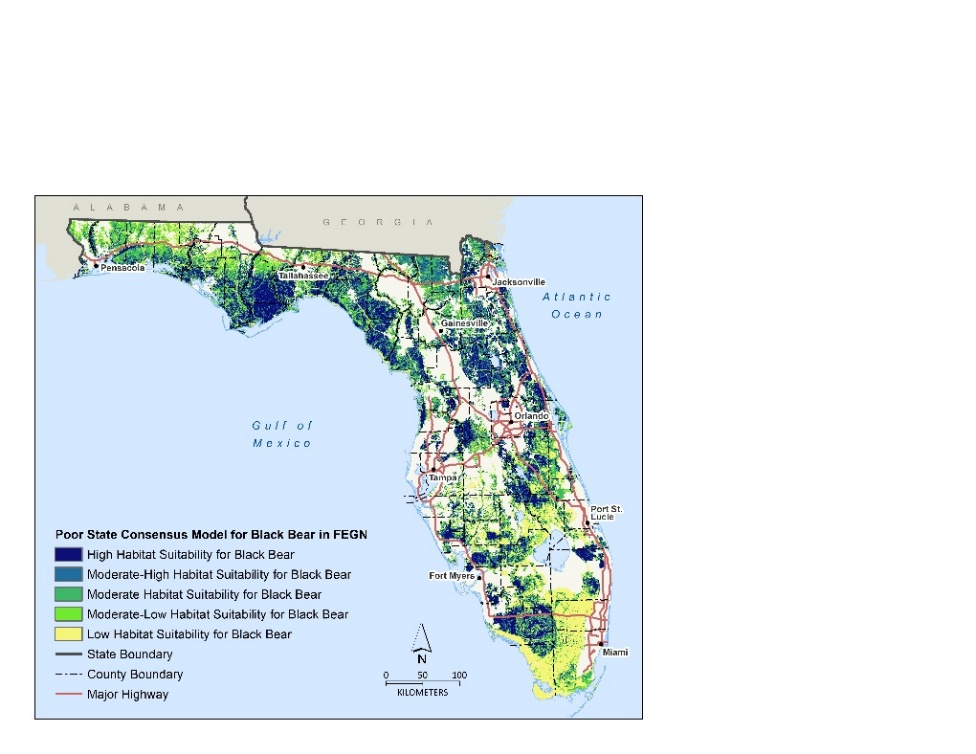 A L A B A M A
G E O R G I A
Pensacola
Tallahassee
Jacksonville
Atlantic
Ocean
Gainesville
Gulf of
Mexico
Orlando
Tampa
Port St.
Lucie
Poor State Consensus Model for Black Bear in FEGN
High Habitat Suitability for Black Bear
Moderate-High Habitat Suitability for Black Bear
Moderate Habitat Suitability for Black Bear
Moderate-Low Habitat Suitability for Black Bear
Low Habitat Suitability for Black Bear
State Boundary
County Boundary
Major Highway
Fort Myers
Miami
N
0 50 100
KILOMETERS